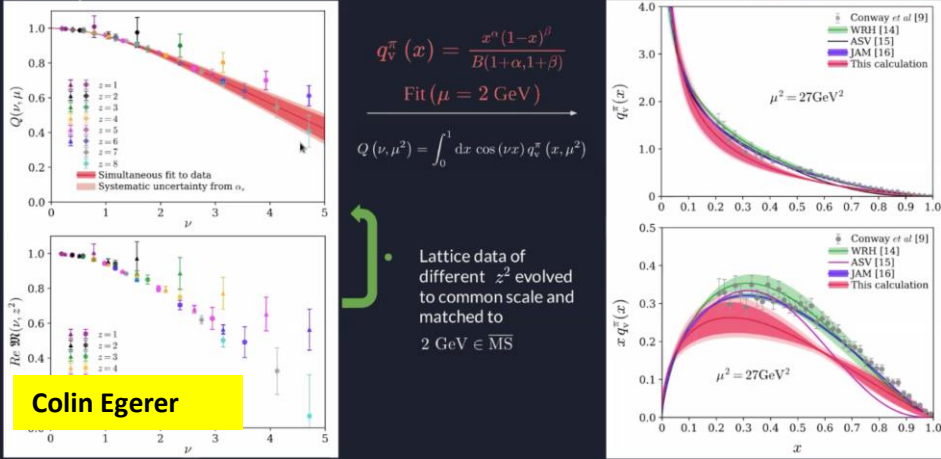 1.0
0.8
0.6
0.4
0.2
0.0
Q(ν, μ)
z = 1
z = 2
z = 3
z = 4
z = 5
z = 6
z = 7
z = 8
Simultaneous fit to data
Systematic uncertainty from αₛ
0 1 2 3 4 5
ν
1.0
0.8
0.6
0.4
0.0
Re 𝔐(ν, z²)
z = 1
z = 2
z = 3
z = 4
0 1 2 3 4 5
ν
Colin Egerer
q_v^π (x) = x^α (1−x)^β / B(1+α,1+β)
Fit (μ = 2 GeV)
Q (ν, μ²) = ∫₀¹ dx cos (νx) q_v^π (x, μ²)
• Lattice data of
different z² evolved
to common scale and
matched to
2 GeV ∈ M̅S̅
4.0
3.0
2.0
1.0
0
q_v^π(x)
Conway et al [9]
WRH [14]
ASV [15]
JAM [16]
This calculation
μ² = 27GeV²
0 0.1 0.2 0.3 0.4 0.5 0.6 0.7 0.8 0.9 1.0
0.5
0.4
0.3
0.2
0.1
0.0
x q_v^π(x)
Conway et al [9]
WRH [14]
ASV [15]
JAM [16]
This calculation
μ² = 27GeV²
0.0 0.1 0.2 0.3 0.4 0.5 0.6 0.7 0.8 0.9 1.0
x